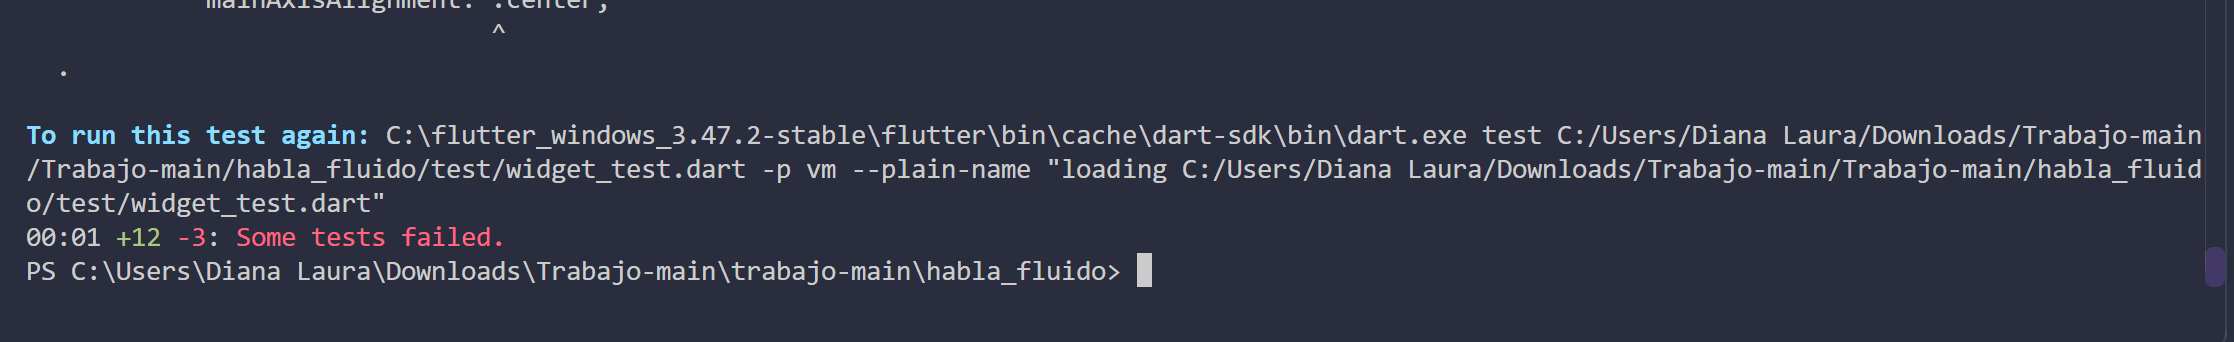 mainAxisAlignment: .center,
^
.
To run this test again: C:\flutter_windows_3.47.2-stable\flutter\bin\cache\dart-sdk\bin\dart.exe test C:/Users/Diana Laura/Downloads/Trabajo-main
/Trabajo-main/habla_fluido/test/widget_test.dart -p vm --plain-name "loading C:/Users/Diana Laura/Downloads/Trabajo-main/Trabajo-main/habla_fluid
o/test/widget_test.dart"
00:01 +12 -3: Some tests failed.
PS C:\Users\Diana Laura\Downloads\Trabajo-main\trabajo-main\habla_fluido>